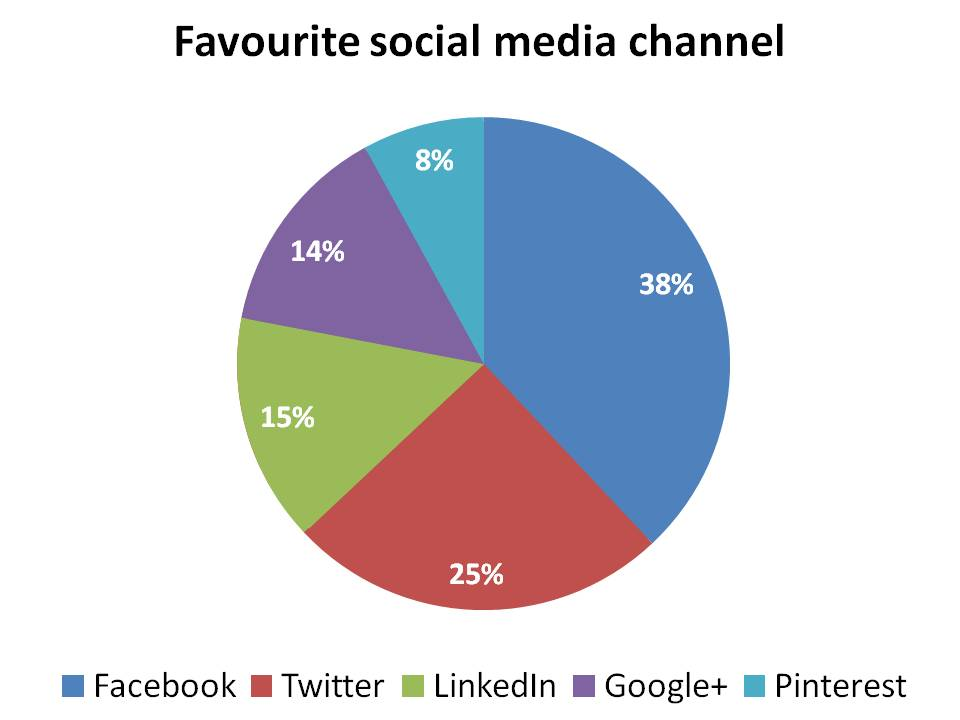 Favourite social media channel
8%
14%
38%
15%
25%
Facebook Twitter LinkedIn Google+ Pinterest